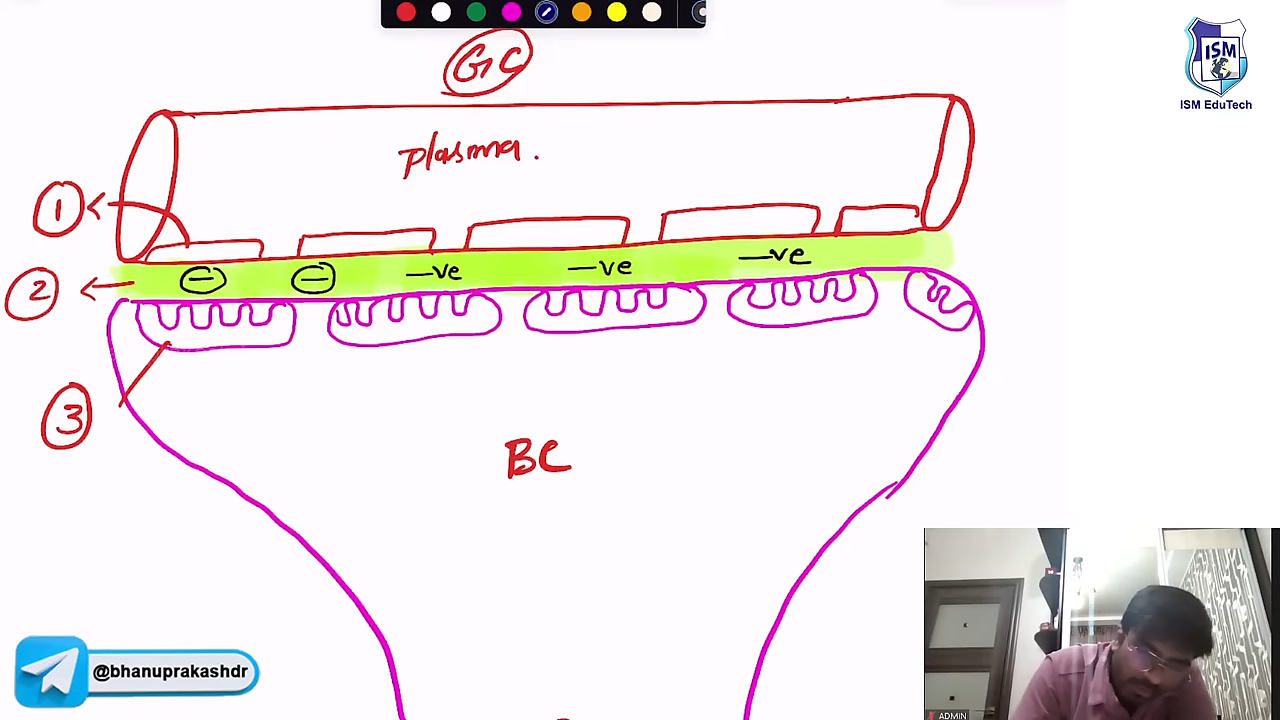 GC
ISM
ISM EduTech
plasma.
1
2
- - -ve -ve -ve
3
BC
@bhanuprakashdr
ADMIN